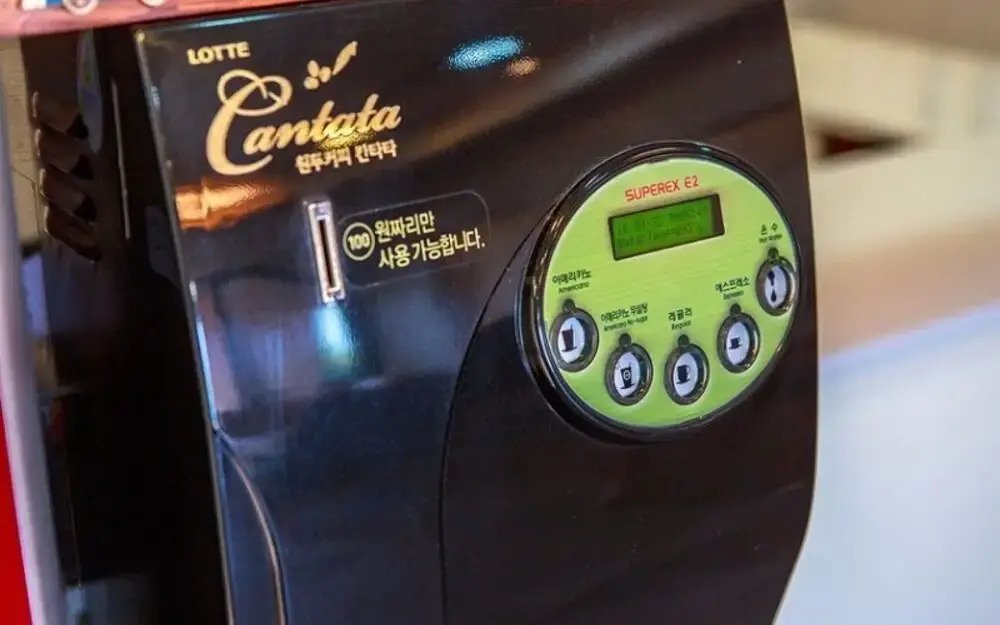 LOTTE
Cantata
원두커피 칸타타
100 원짜리만
사용 가능합니다.
SUPEREX E2
온수
Hot Water
아메리카노
Americano
아메리카노 무설탕
Americano No-sugar
레귤러
Regular
에스프레소
Espresso